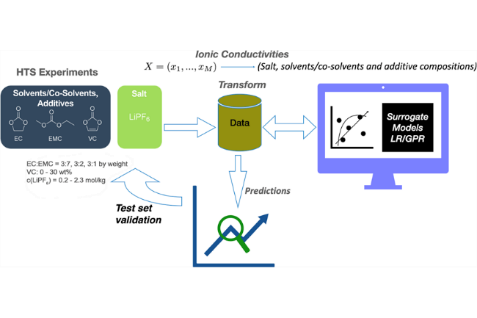 Ionic Conductivities
X = (x₁, ..., x_M) → (Salt, solvents/co-solvents and additive compositions)
HTS Experiments
Transform
Solvents/Co-Solvents,
Additives
Salt
LiPF₆
Data
Surrogate
Models
LR/GPR
EC
EMC
VC
EC:EMC = 3:7, 3:2, 3:1 by weight
VC: 0 - 30 wt%
c(LiPF₆) = 0.2 - 2.3 mol/kg
Predictions
Test set
validation